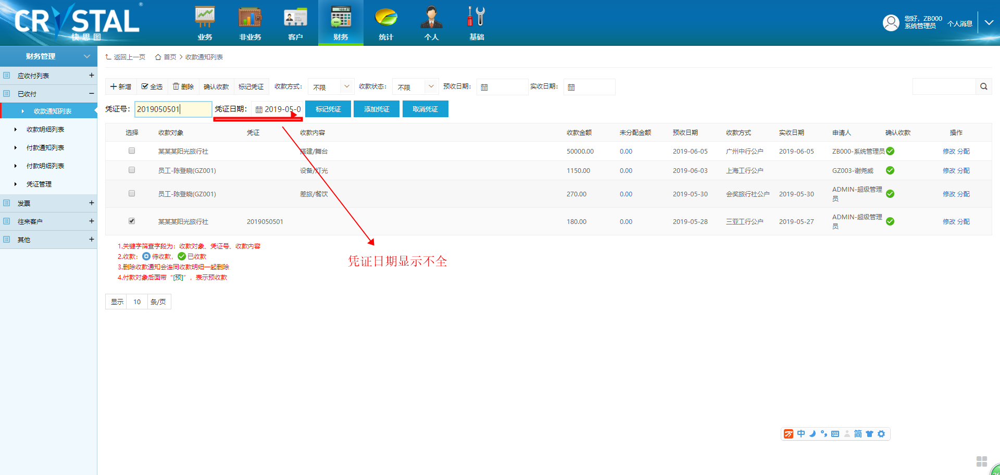 CRYSTAL
®
快思图
业务
非业务
客户
财务
统计
个人
基础
您好，ZB000
系统管理员
个人消息
财务管理
应收付列表
已收付
收款通知列表
收款明细列表
付款通知列表
付款明细列表
凭证管理
发票
往来客户
其他
返回上一页 首页 > 收款通知列表
新增 全选 删除 确认收款 标记凭证 收款方式： 不限 收款状态： 不限 预收日期： 实收日期：
凭证号： 2019050501 凭证日期： 2019-05-0 标记凭证 添加凭证 取消凭证
选择 收款对象 凭证 收款内容 收款金额 未分配金额 预收日期 收款方式 实收日期 申请人 确认收款 操作
某某某阳光旅行社 搭建/舞台 50000.00 0.00 2019-06-05 广州中行公户 2019-06-05 ZB000-系统管理员 修改 分配
员工-陈登晓(GZ001) 设备/灯光 1150.00 0.00 2019-06-03 上海工行公户 GZ003-谢尧威 修改 分配
员工-陈登晓(GZ001) 差旅/餐饮 270.00 0.00 2019-05-30 会奖旅行社公户 2019-05-30 ADMIN-超级管理员 修改 分配
某某某阳光旅行社 2019050501 180.00 0.00 2019-05-28 三亚工行公户 2019-05-27 ADMIN-超级管理员 修改 分配
1.关键字筛查字段为：收款对象、凭证号、收款内容
2.收款： 待收款， 已收款
3.删除收款通知会连同收款明细一起删除
4.付款对象后面带“[预]”，表示预收款
凭证日期显示不全
显示 10 条/页
中 简